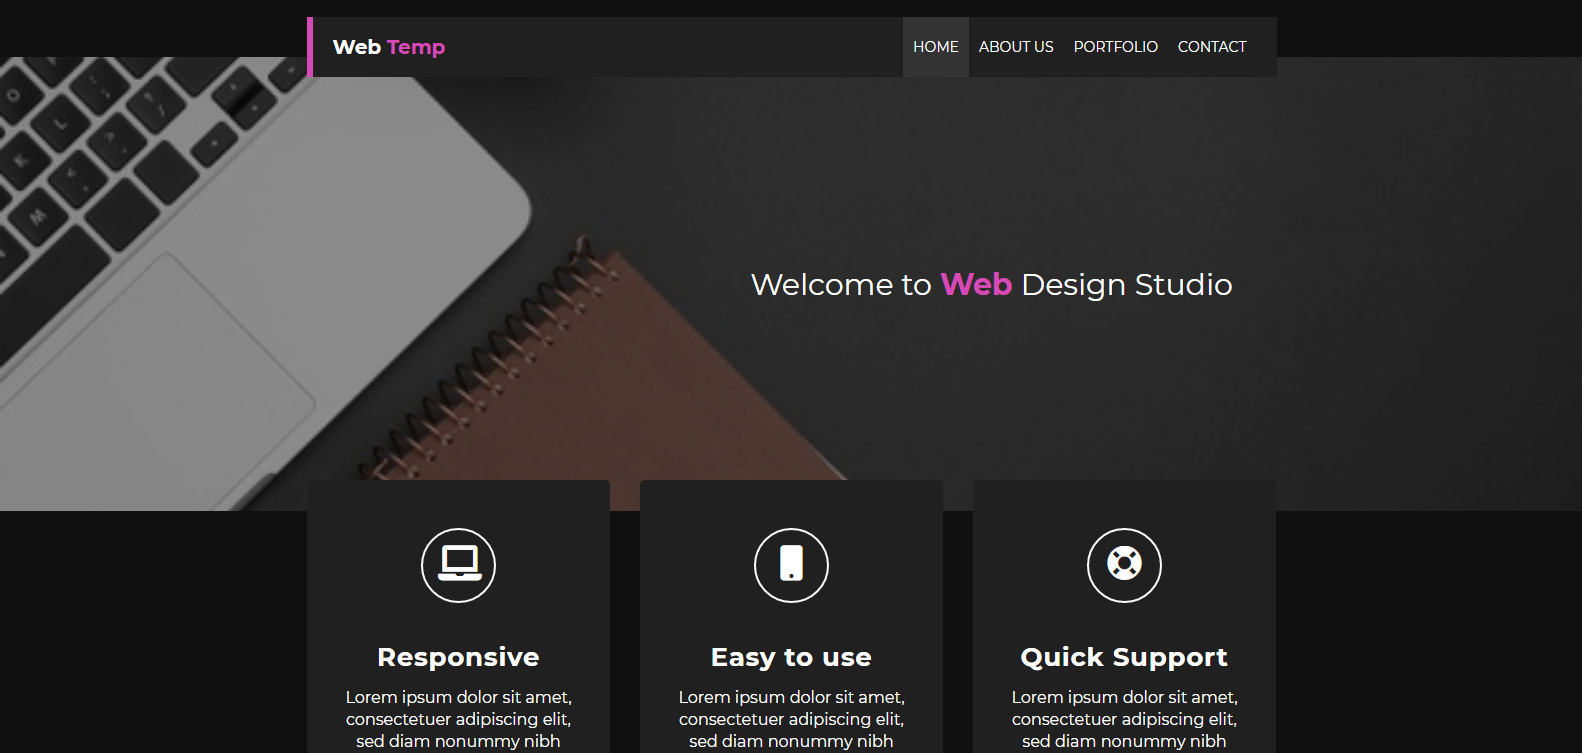 Web Temp
HOME ABOUT US PORTFOLIO CONTACT
Welcome to Web Design Studio
Responsive
Lorem ipsum dolor sit amet,
consectetuer adipiscing elit,
sed diam nonummy nibh
Easy to use
Lorem ipsum dolor sit amet,
consectetuer adipiscing elit,
sed diam nonummy nibh
Quick Support
Lorem ipsum dolor sit amet,
consectetuer adipiscing elit,
sed diam nonummy nibh